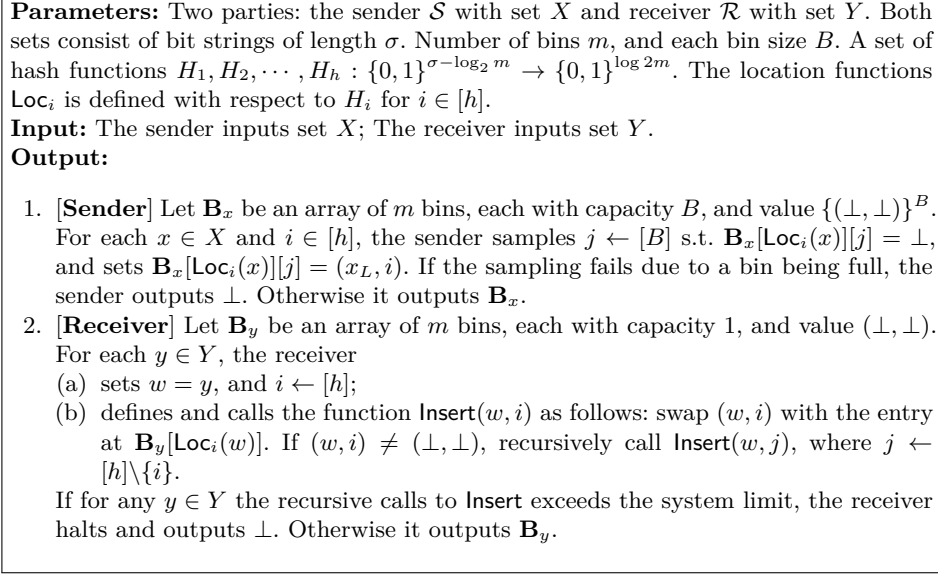 Parameters: Two parties: the sender 𝒮 with set X and receiver ℛ with set Y. Both
sets consist of bit strings of length σ. Number of bins m, and each bin size B. A set of
hash functions H₁, H₂, ⋯ , Hₕ : {0, 1}^{σ−log₂ m} → {0, 1}^{log 2m}. The location functions
Locᵢ is defined with respect to Hᵢ for i ∈ [h].
Input: The sender inputs set X; The receiver inputs set Y.
Output:
1. [Sender] Let Bₓ be an array of m bins, each with capacity B, and value {(⊥, ⊥)}^B.
For each x ∈ X and i ∈ [h], the sender samples j ← [B] s.t. Bₓ[Locᵢ(x)][j] = ⊥,
and sets Bₓ[Locᵢ(x)][j] = (x_L, i). If the sampling fails due to a bin being full, the
sender outputs ⊥. Otherwise it outputs Bₓ.
2. [Receiver] Let B_y be an array of m bins, each with capacity 1, and value (⊥, ⊥).
For each y ∈ Y, the receiver
(a) sets w = y, and i ← [h];
(b) defines and calls the function Insert(w, i) as follows: swap (w, i) with the entry
at B_y[Locᵢ(w)]. If (w, i) ≠ (⊥, ⊥), recursively call Insert(w, j), where j ←
[h]\{i}.
If for any y ∈ Y the recursive calls to Insert exceeds the system limit, the receiver
halts and outputs ⊥. Otherwise it outputs B_y.